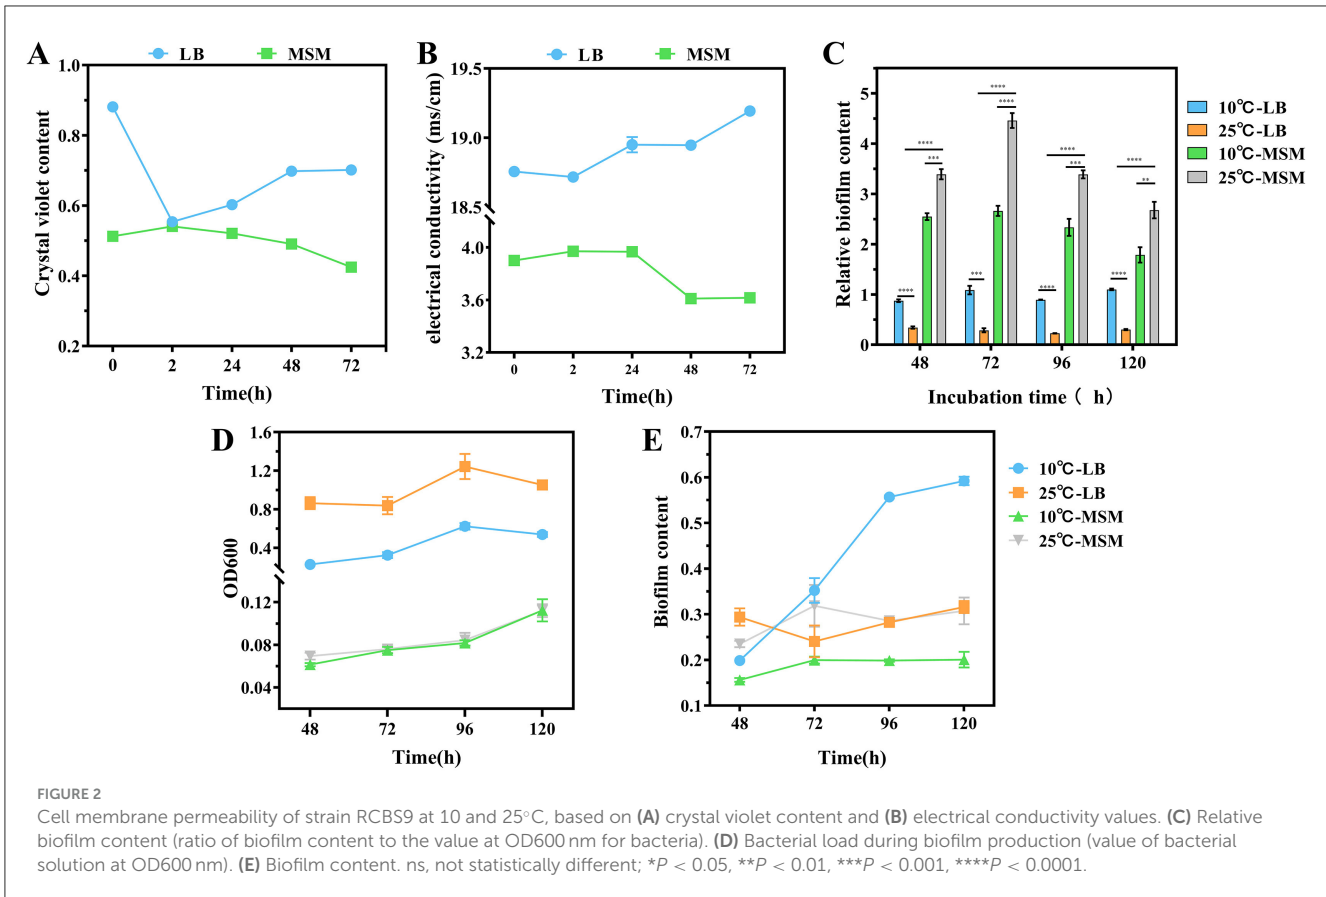 A
LB
MSM
Crystal violet content
1.0
0.8
0.6
0.4
0.2
0 2 24 48 72
Time(h)
B
LB
MSM
electrical conductivity (ms/cm)
19.5
19.0
18.5
4.0
3.6
3.2
0 2 24 48 72
Time(h)
C
Relative biofilm content
5
4
3
2
1
0
**** *** ****
*** **** **** ****
**** *** ****
**** ** ****
48 72 96 120
Incubation time ( h)
10℃-LB
25℃-LB
10℃-MSM
25℃-MSM
D
OD600
1.6
1.2
0.8
0.4
0.12
0.08
0.04
48 72 96 120
Time(h)
E
Biofilm content
0.7
0.6
0.5
0.4
0.3
0.2
0.1
48 72 96 120
Time(h)
10℃-LB
25℃-LB
10℃-MSM
25℃-MSM
FIGURE 2
Cell membrane permeability of strain RCBS9 at 10 and 25°C, based on (A) crystal violet content and (B) electrical conductivity values. (C) Relative
biofilm content (ratio of biofilm content to the value at OD600 nm for bacteria). (D) Bacterial load during biofilm production (value of bacterial
solution at OD600 nm). (E) Biofilm content. ns, not statistically different; *P < 0.05, **P < 0.01, ***P < 0.001, ****P < 0.0001.